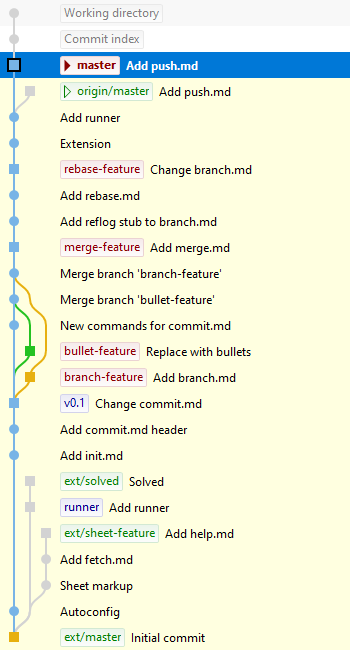 Working directory
Commit index
master Add push.md
origin/master Add push.md
Add runner
Extension
rebase-feature Change branch.md
Add rebase.md
Add reflog stub to branch.md
merge-feature Add merge.md
Merge branch 'branch-feature'
Merge branch 'bullet-feature'
New commands for commit.md
bullet-feature Replace with bullets
branch-feature Add branch.md
v0.1 Change commit.md
Add commit.md header
Add init.md
ext/solved Solved
runner Add runner
ext/sheet-feature Add help.md
Add fetch.md
Sheet markup
Autoconfig
ext/master Initial commit